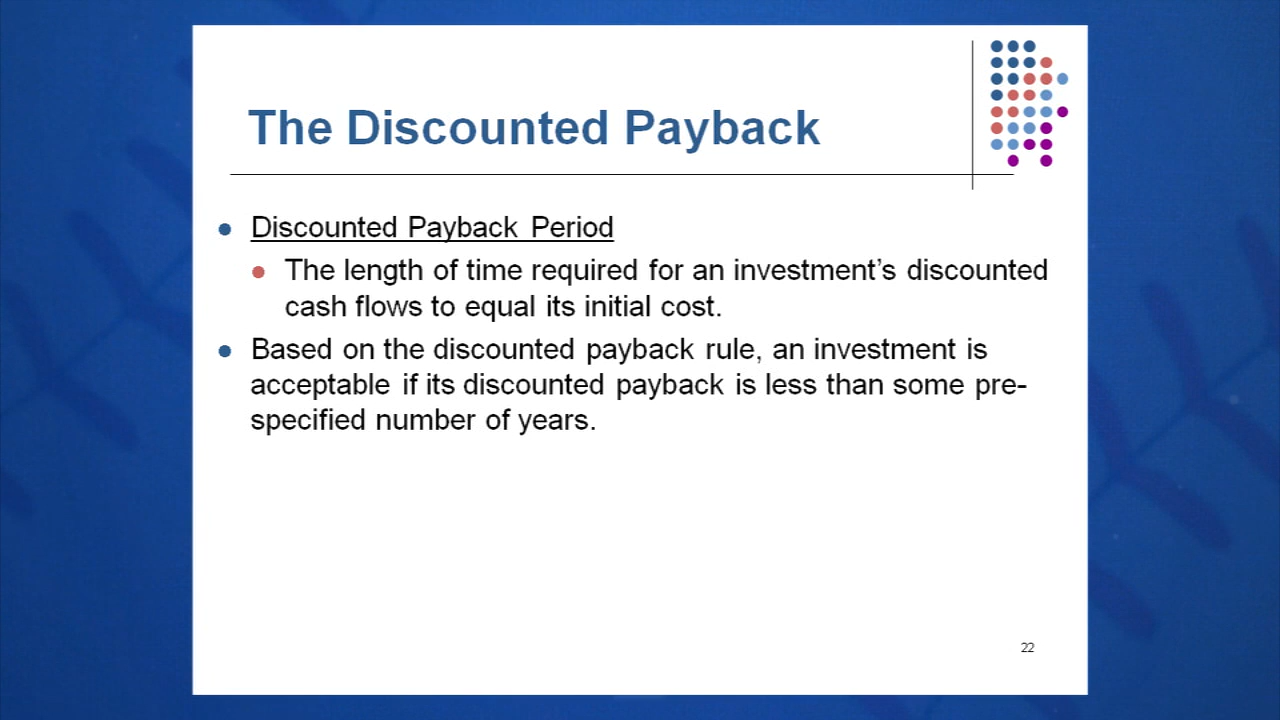 The Discounted Payback
Discounted Payback Period
The length of time required for an investment’s discounted
cash flows to equal its initial cost.
Based on the discounted payback rule, an investment is
acceptable if its discounted payback is less than some pre-
specified number of years.
22